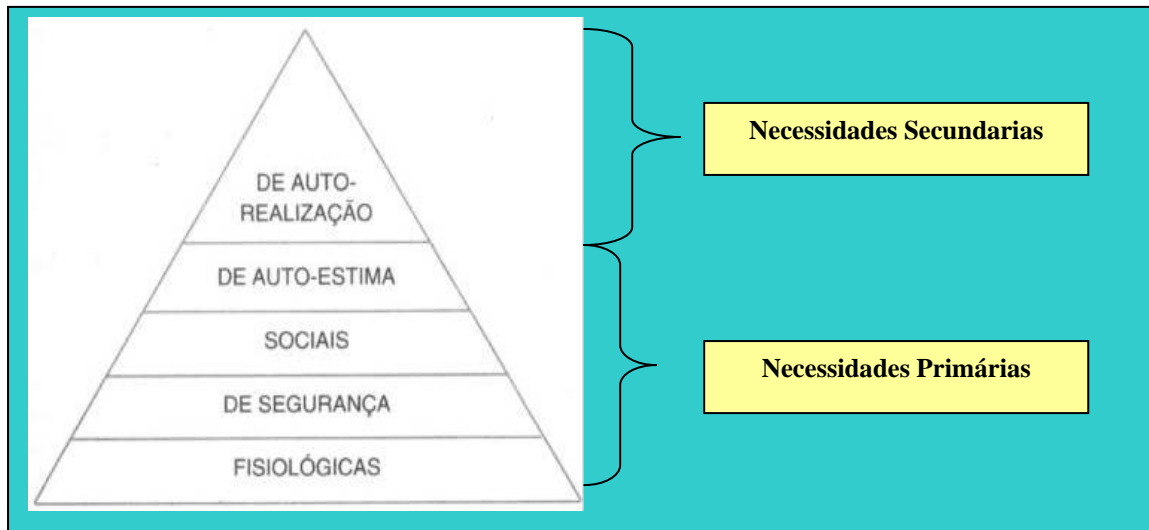 DE AUTO-
REALIZAÇÃO
DE AUTO-ESTIMA
SOCIAIS
DE SEGURANÇA
FISIOLÓGICAS
Necessidades Secundarias
Necessidades Primárias